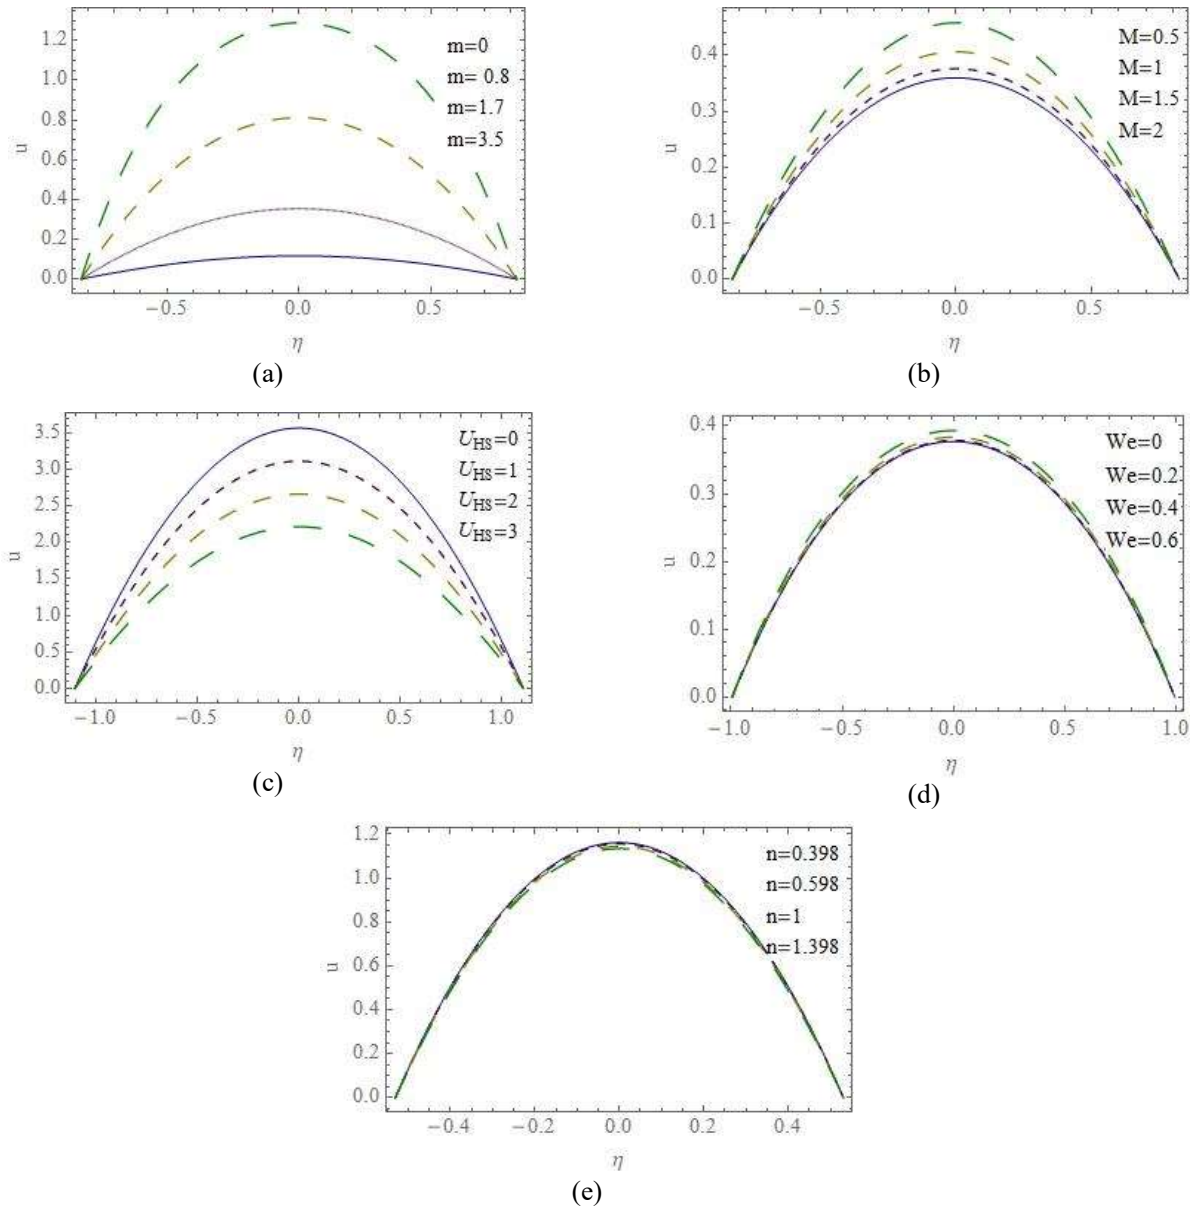 1.2
1.0
0.8
0.6
0.4
0.2
0.0
u
m=0
m= 0.8
m=1.7
m=3.5
−0.5 0.0 0.5
η
(a)
0.4
0.3
0.2
0.1
0.0
u
M=0.5
M=1
M=1.5
M=2
−0.5 0.0 0.5
η
(b)
3.5
3.0
2.5
2.0
1.5
1.0
0.5
0.0
u
UHS=0
UHS=1
UHS=2
UHS=3
−1.0 −0.5 0.0 0.5 1.0
η
(c)
0.4
0.3
0.2
0.1
0.0
u
We=0
We=0.2
We=0.4
We=0.6
−1.0 −0.5 0.0 0.5 1.0
η
(d)
1.2
1.0
0.8
0.6
0.4
0.2
0.0
u
n=0.398
n=0.598
n=1
n=1.398
−0.4 −0.2 0.0 0.2 0.4
η
(e)